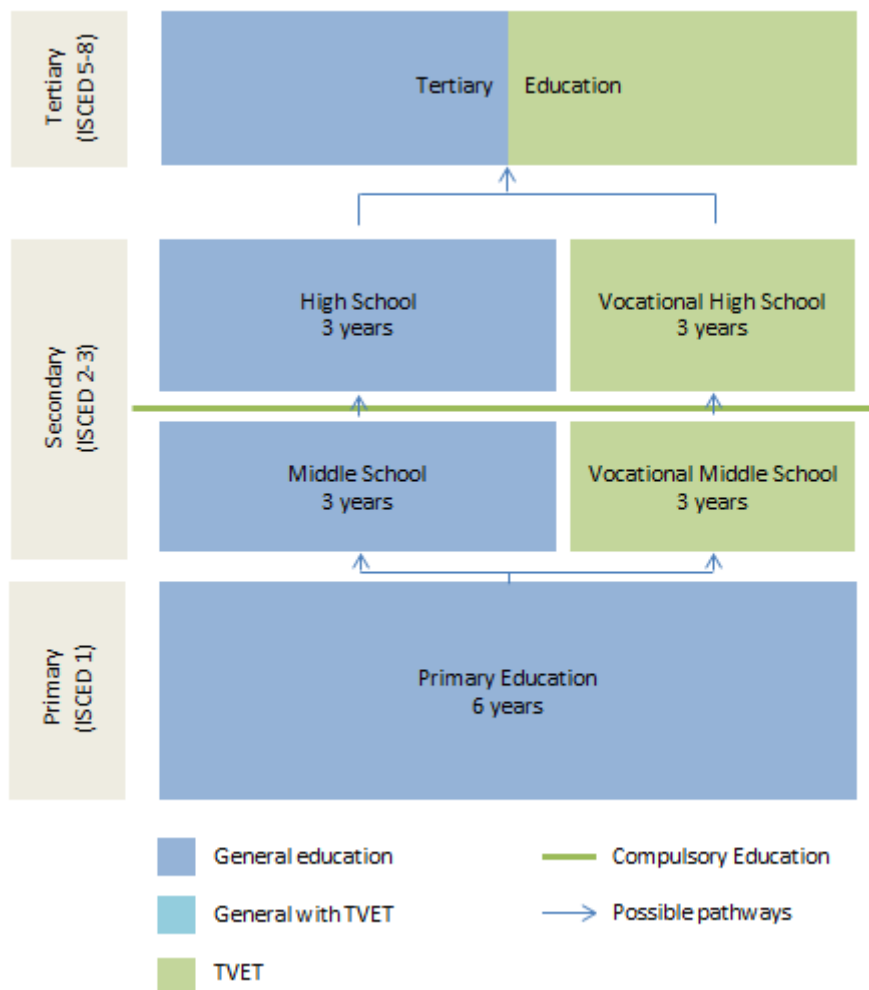 Tertiary
(ISCED 5-8)
Tertiary Education
Secondary
(ISCED 2-3)
High School
3 years
Vocational High School
3 years
Middle School
3 years
Vocational Middle School
3 years
Primary
(ISCED 1)
Primary Education
6 years
General education
Compulsory Education
General with TVET
Possible pathways
TVET